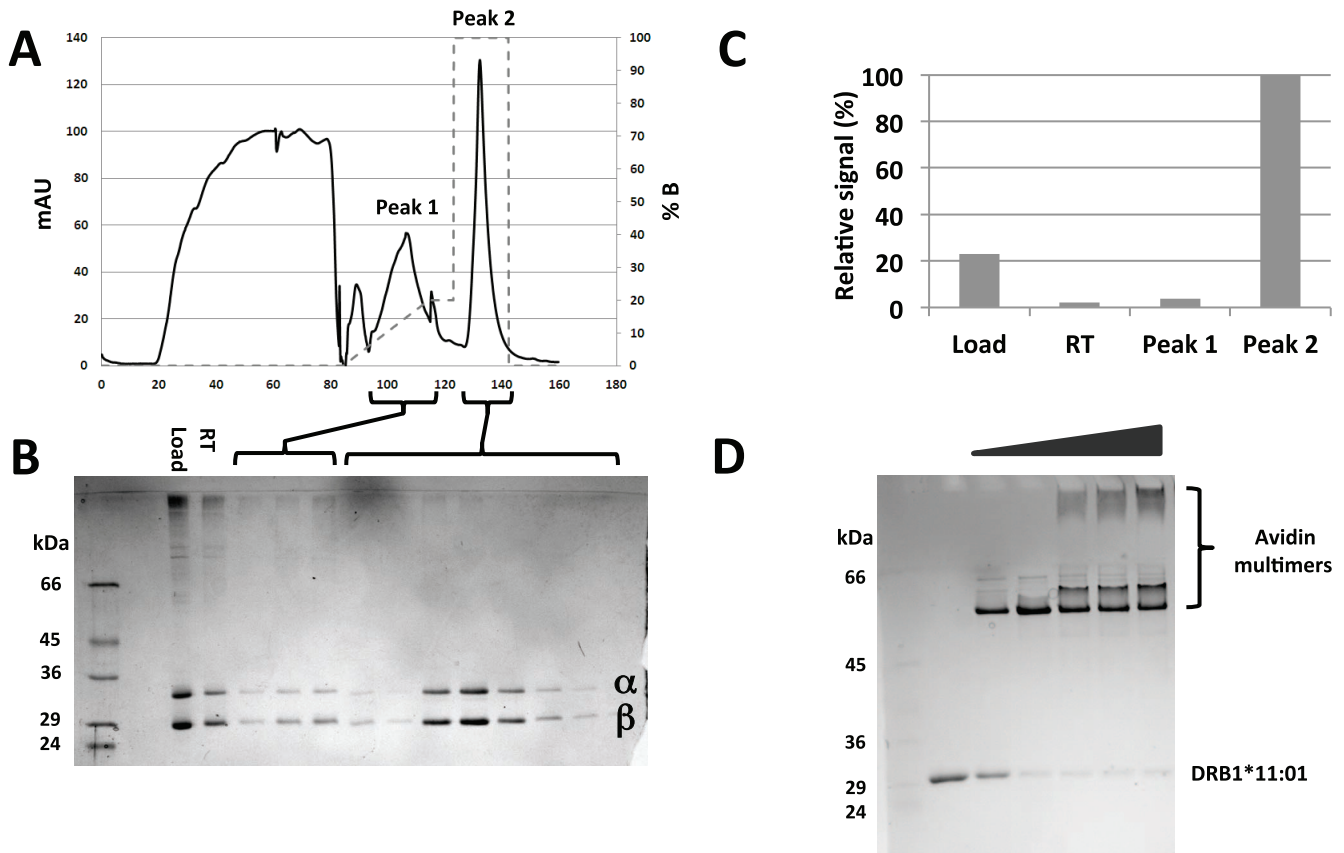 A
Peak 2
140
120
100
80
60
40
20
0
mAU
Peak 1
100
90
80
70
60
50
40
30
20
10
0
% B
0 20 40 60 80 100 120 140 160 180
C
Relative signal (%)
100
80
60
40
20
0
Load RT Peak 1 Peak 2
B
Load
RT
kDa
66
45
36
29
24
α
β
D
kDa
66
45
36
29
24
Avidin
multimers
DRB1*11:01